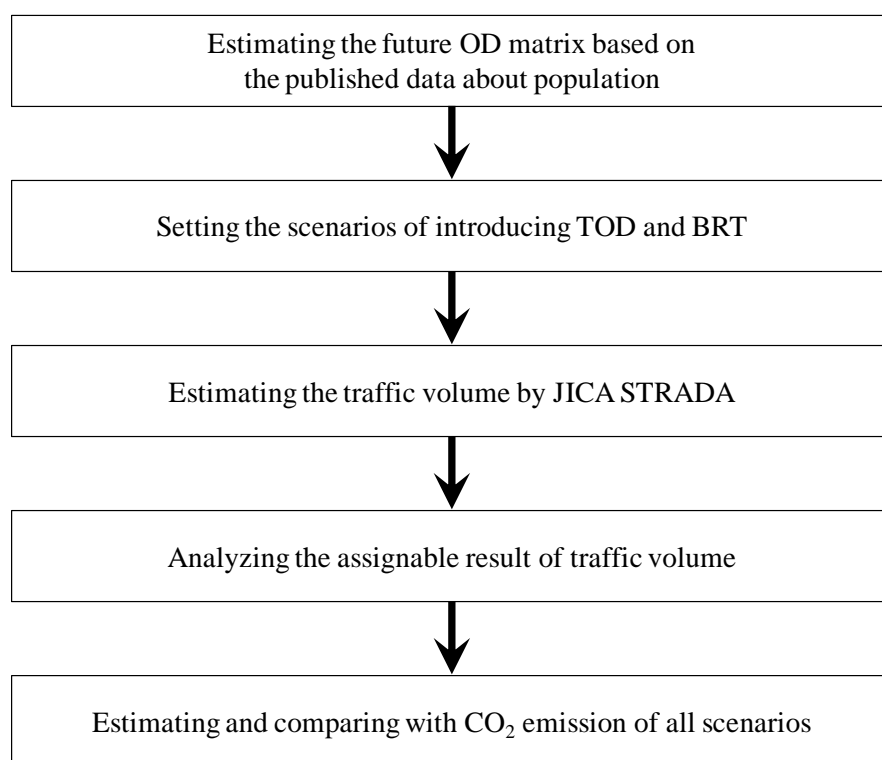 Estimating the future OD matrix based on
the published data about population
Setting the scenarios of introducing TOD and BRT
Estimating the traffic volume by JICA STRADA
Analyzing the assignable result of traffic volume
Estimating and comparing with CO₂ emission of all scenarios